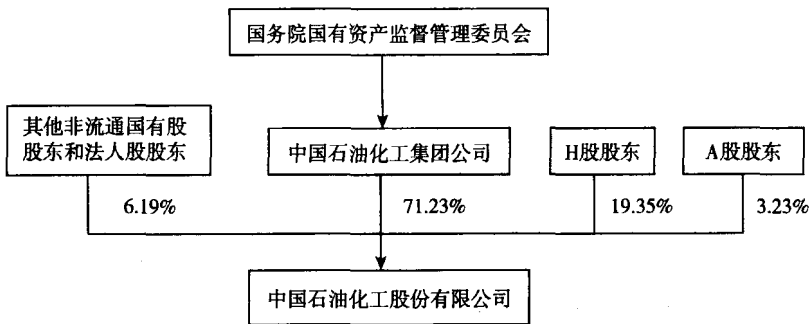 国务院国有资产监督管理委员会
其他非流通国有股
股东和法人股股东
中国石油化工集团公司
H股股东
A股股东
6.19%
71.23%
19.35%
3.23%
中国石油化工股份有限公司